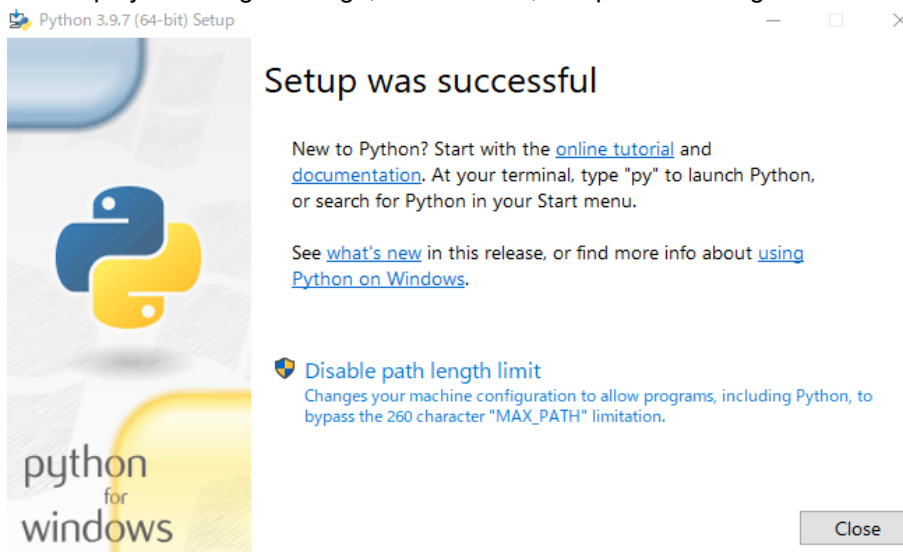 Python 3.9.7 (64-bit) Setup
Setup was successful
New to Python? Start with the online tutorial and
documentation. At your terminal, type "py" to launch Python,
or search for Python in your Start menu.
See what's new in this release, or find more info about using
Python on Windows.
Disable path length limit
Changes your machine configuration to allow programs, including Python, to
bypass the 260 character "MAX_PATH" limitation.
python
for
windows
Close